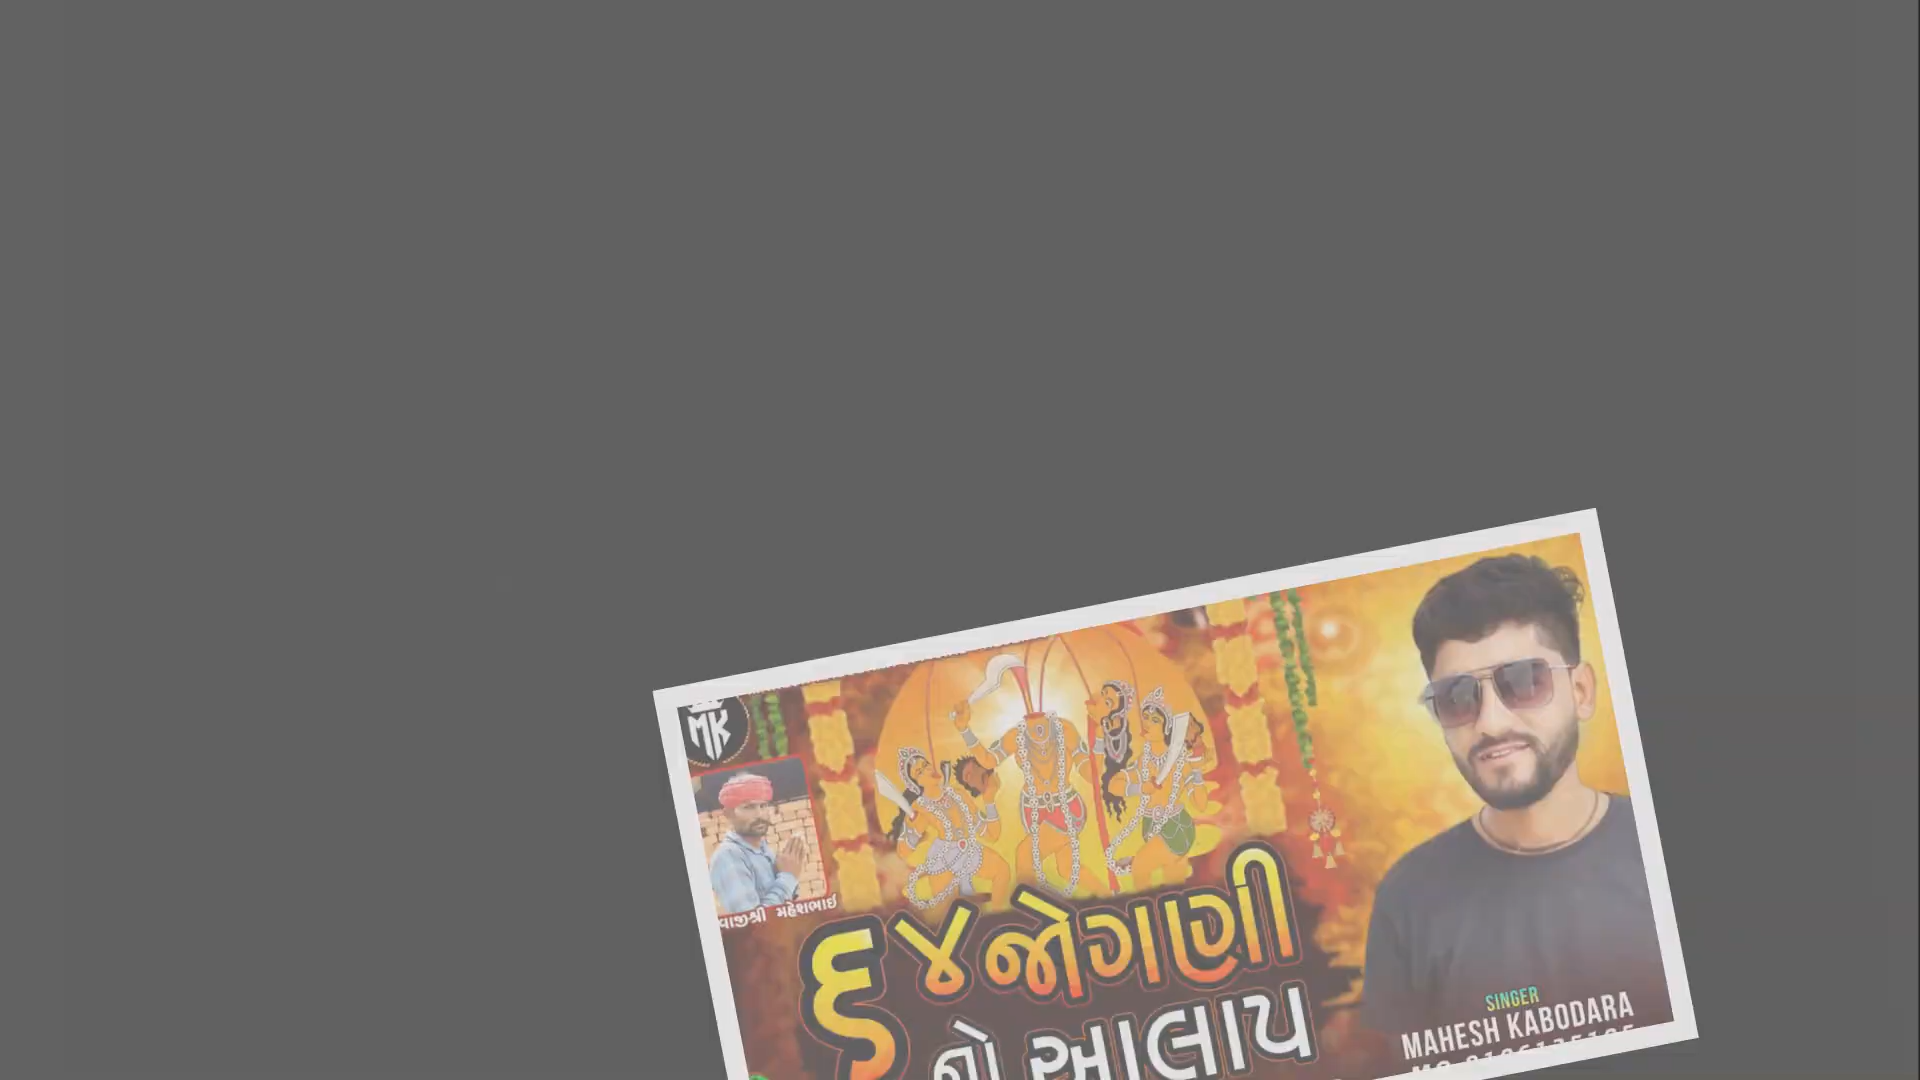 MK
વાજીશ્રી મહેશભાઈ
૬૪ જોગણી
નો આલાપ
SINGER
MAHESH KABODARA